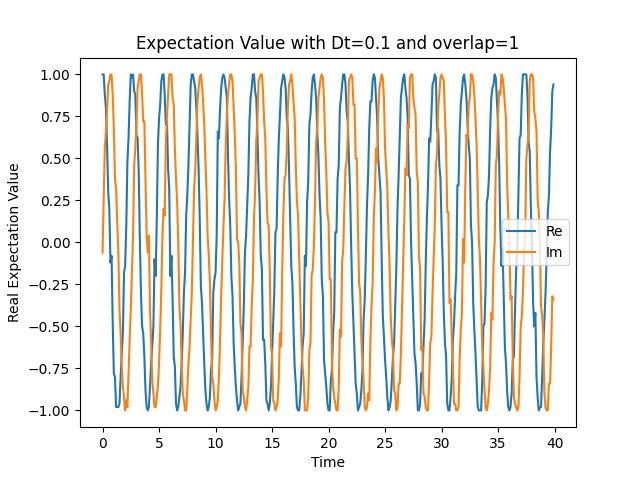 Expectation Value with Dt=0.1 and overlap=1
1.00
0.75
0.50
0.25
0.00
−0.25
−0.50
−0.75
−1.00
Real Expectation Value
Re
Im
0 5 10 15 20 25 30 35 40
Time